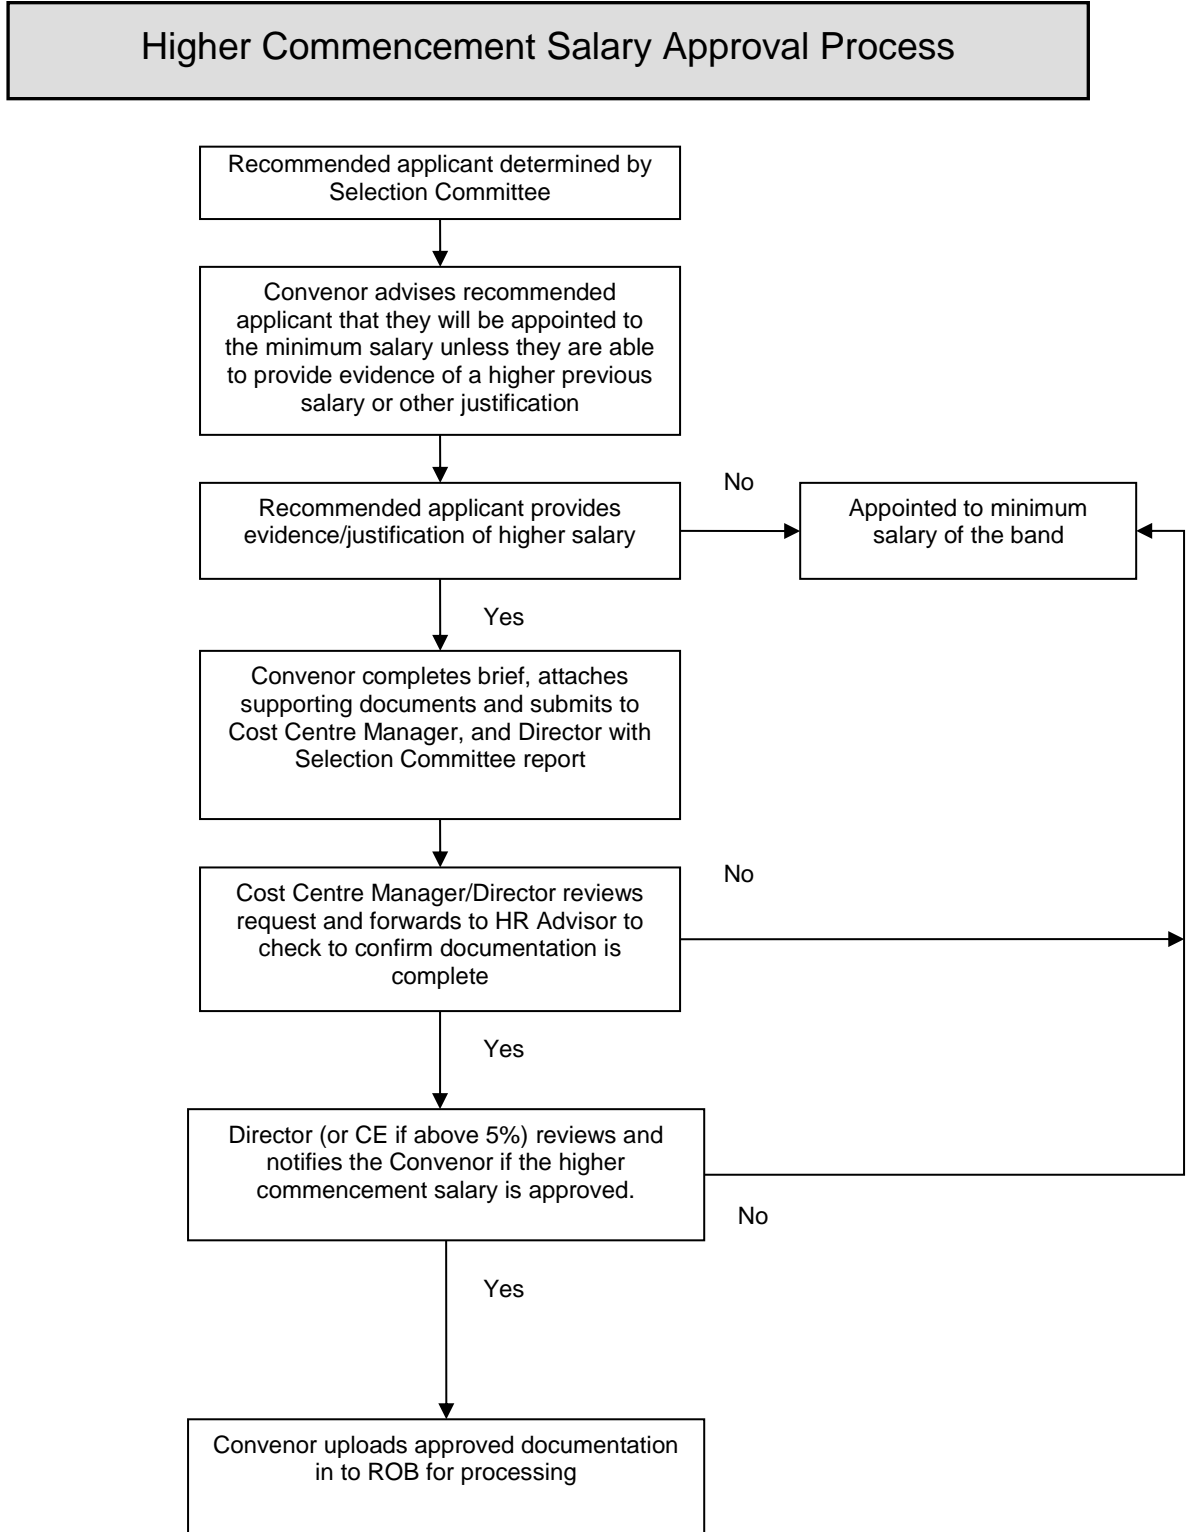 Higher Commencement Salary Approval Process
Recommended applicant determined by
Selection Committee
Convenor advises recommended
applicant that they will be appointed to
the minimum salary unless they are able
to provide evidence of a higher previous
salary or other justification
Recommended applicant provides
evidence/justification of higher salary
No
Appointed to minimum
salary of the band
Yes
Convenor completes brief, attaches
supporting documents and submits to
Cost Centre Manager, and Director with
Selection Committee report
Cost Centre Manager/Director reviews
request and forwards to HR Advisor to
check to confirm documentation is
complete
No
Yes
Director (or CE if above 5%) reviews and
notifies the Convenor if the higher
commencement salary is approved.
No
Yes
Convenor uploads approved documentation
in to ROB for processing